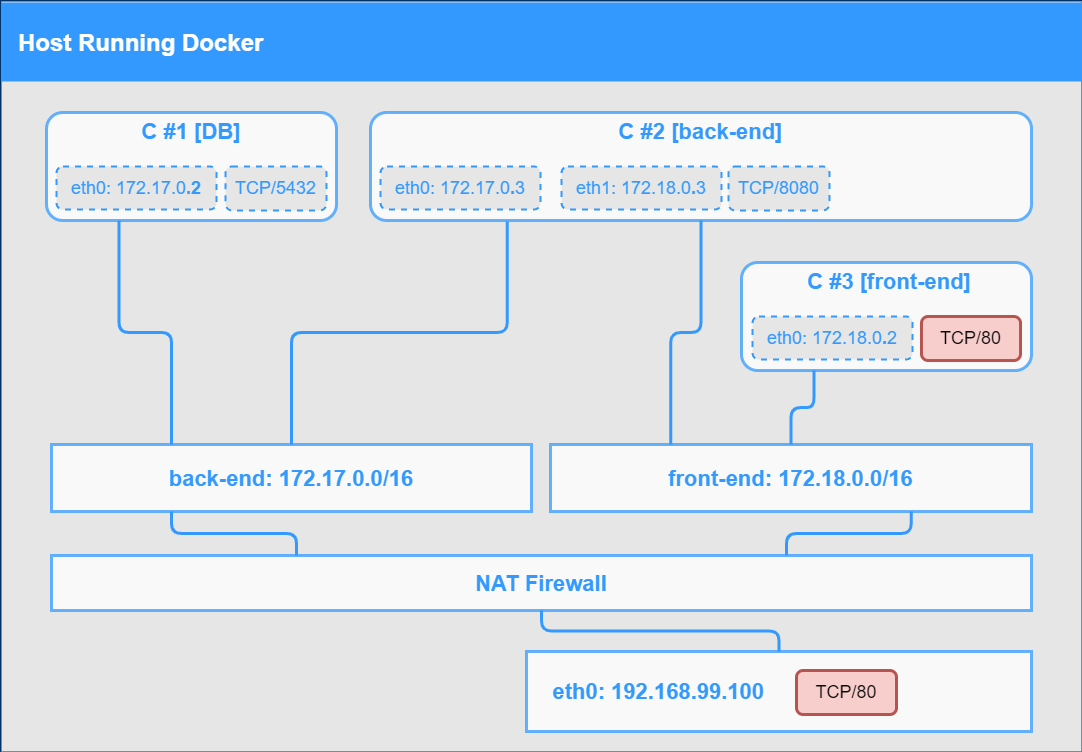 Host Running Docker
C #1 [DB]
eth0: 172.17.0.2
TCP/5432
C #2 [back-end]
eth0: 172.17.0.3
eth1: 172.18.0.3
TCP/8080
C #3 [front-end]
eth0: 172.18.0.2
TCP/80
back-end: 172.17.0.0/16
front-end: 172.18.0.0/16
NAT Firewall
eth0: 192.168.99.100
TCP/80